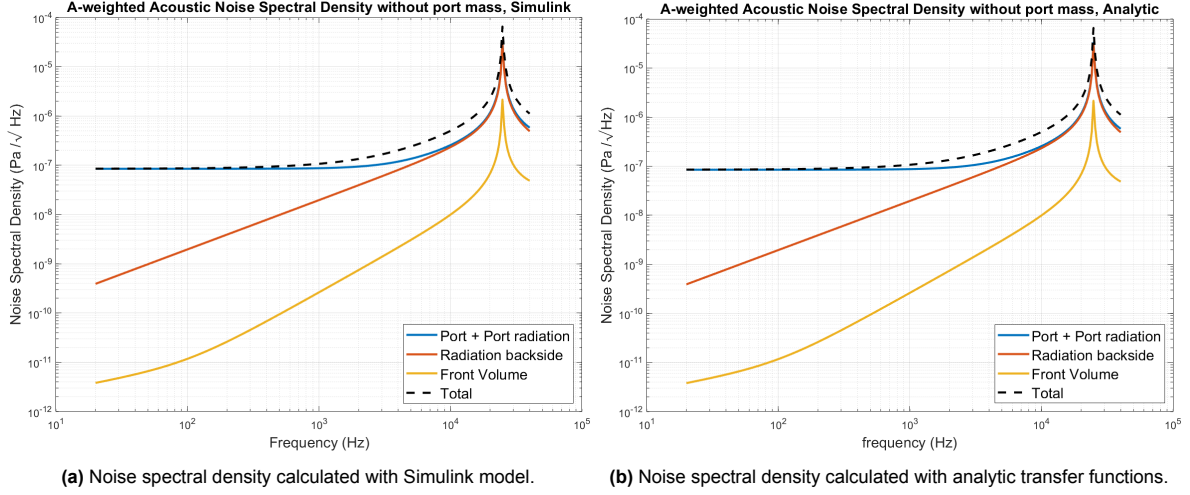 A-weighted Acoustic Noise Spectral Density without port mass, Simulink
Noise Spectral Density (Pa /√ Hz)
10^-4
10^-5
10^-6
10^-7
10^-8
10^-9
10^-10
10^-11
10^-12
Port + Port radiation
Radiation backside
Front Volume
Total
10^1
10^2
10^3
10^4
10^5
Frequency (Hz)
(a) Noise spectral density calculated with Simulink model.
A-weighted Acoustic Noise Spectral Density without port mass, Analytic
Noise Spectral Density (Pa /√Hz)
10^-4
10^-5
10^-6
10^-7
10^-8
10^-9
10^-10
10^-11
10^-12
Port + Port radiation
Radiation backside
Front Volume
Total
10^1
10^2
10^3
10^4
10^5
frequency (Hz)
(b) Noise spectral density calculated with analytic transfer functions.